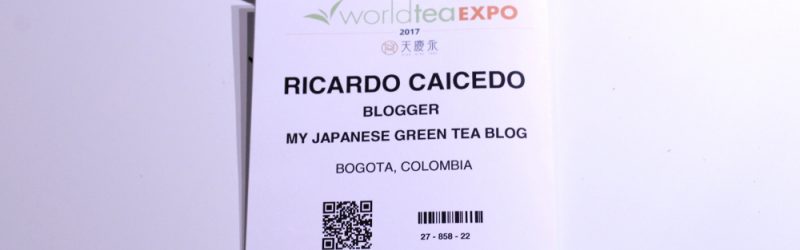 worldteaEXPO
2017
天慶永
RICARDO CAICEDO
BLOGGER
MY JAPANESE GREEN TEA BLOG
BOGOTA, COLOMBIA
27 - 858 - 22